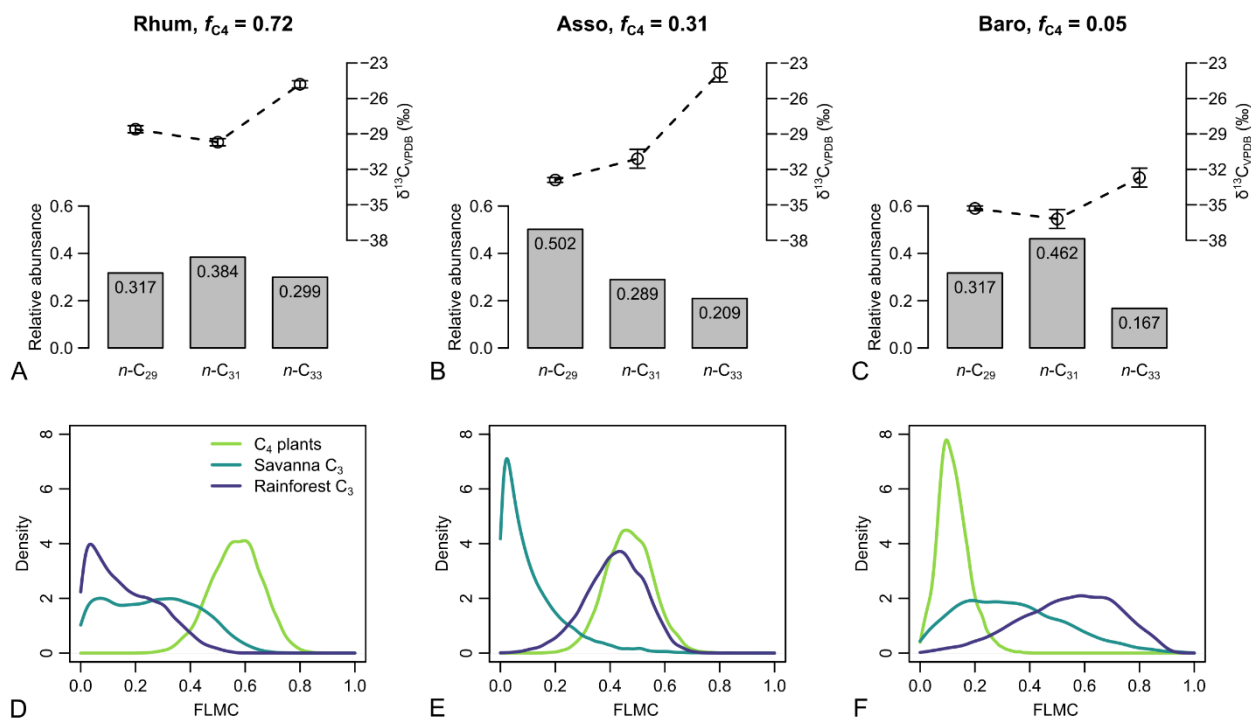 Rhum, fC4 = 0.72
Asso, fC4 = 0.31
Baro, fC4 = 0.05
−23
−26
−29
−32
−35
−38
δ13CVPDB (‰)
0.6
0.4
0.2
0.0
Relative abunsance
0.317
0.384
0.299
n-C29
n-C31
n-C33
A
−23
−26
−29
−32
−35
−38
δ13CVPDB (‰)
0.6
0.4
0.2
0.0
Relative abunsance
0.502
0.289
0.209
n-C29
n-C31
n-C33
B
−23
−26
−29
−32
−35
−38
δ13CVPDB (‰)
0.6
0.4
0.2
0.0
Relative abunsance
0.317
0.462
0.167
n-C29
n-C31
n-C33
C
8
6
4
2
0
Density
C4 plants
Savanna C3
Rainforest C3
0.0 0.2 0.4 0.6 0.8 1.0
FLMC
D
8
6
4
2
0
Density
0.0 0.2 0.4 0.6 0.8 1.0
FLMC
E
8
6
4
2
0
Density
0.0 0.2 0.4 0.6 0.8 1.0
FLMC
F